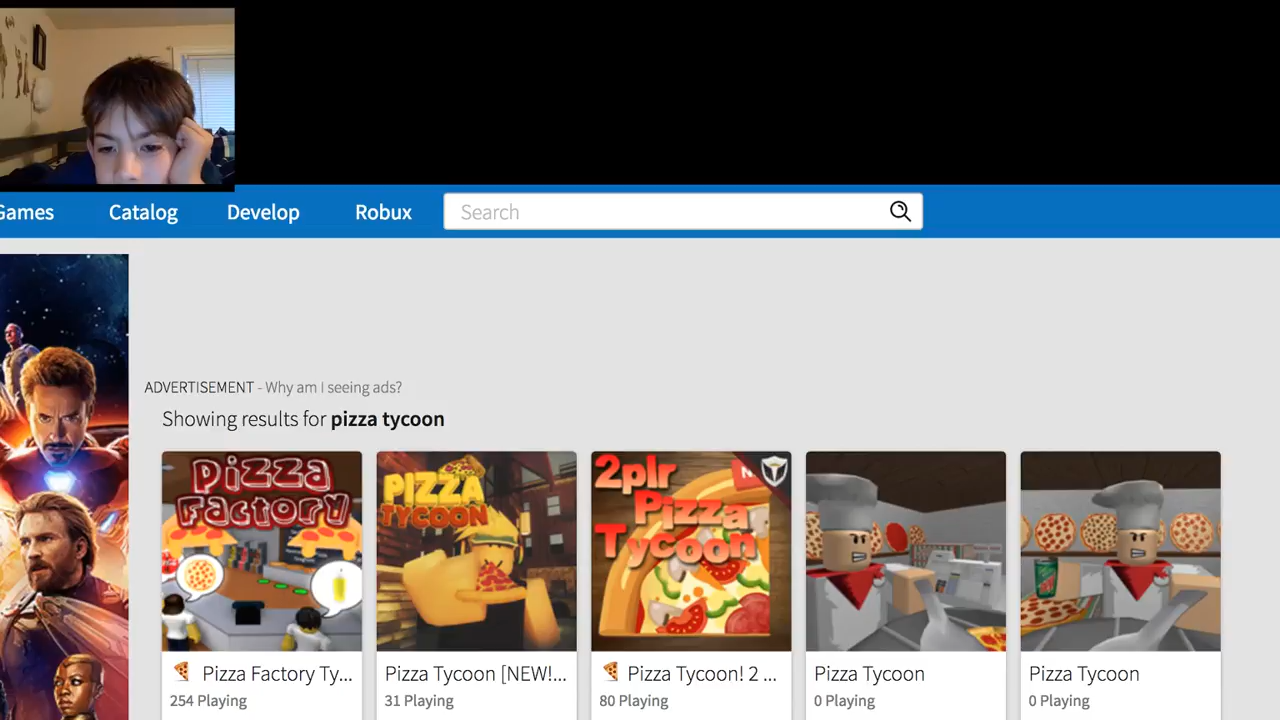 Games Catalog Develop Robux Search
ADVERTISEMENT - Why am I seeing ads?
Showing results for pizza tycoon
Pizza Factory
PIZZA TYCOON
2plr Pizza Tycoon
Pizza Factory Ty...
254 Playing
Pizza Tycoon [NEW!...
31 Playing
Pizza Tycoon! 2 ...
80 Playing
Pizza Tycoon
0 Playing
Pizza Tycoon
0 Playing